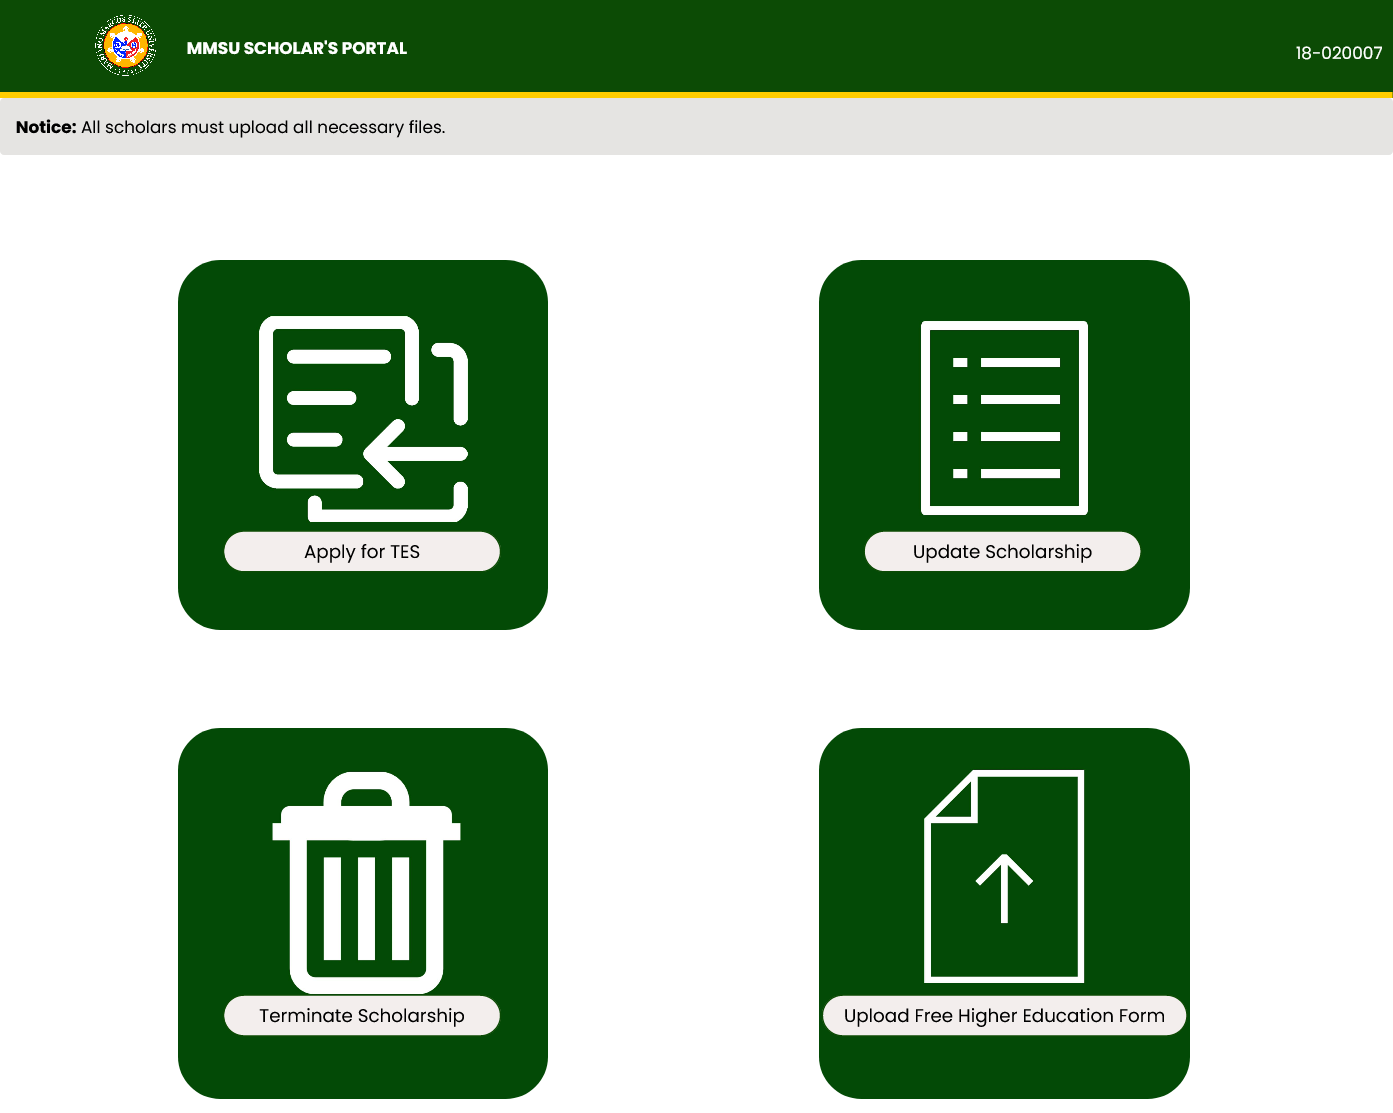 MMSU SCHOLAR'S PORTAL
18-020007
Notice: All scholars must upload all necessary files.
Apply for TES
Update Scholarship
Terminate Scholarship
Upload Free Higher Education Form